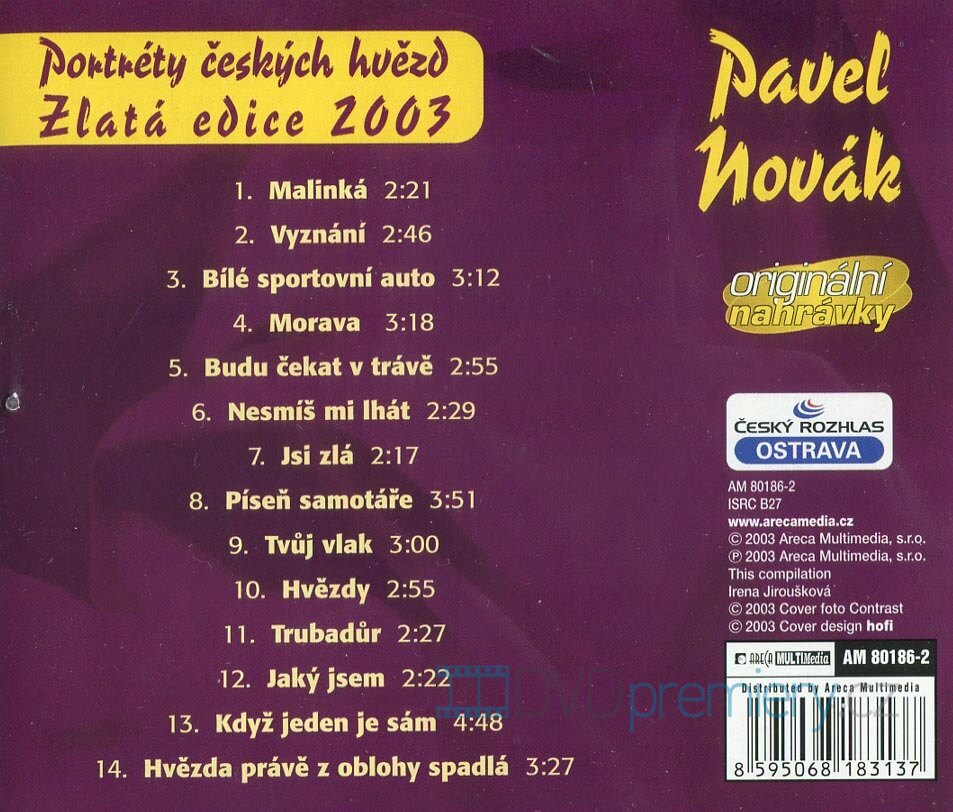 Portréty českých hvězd
Zlatá edice 2003
Pavel
Novák
1. Malinká 2:21
2. Vyznání 2:46
3. Bílé sportovní auto 3:12
4. Morava 3:18
5. Budu čekat v trávě 2:55
6. Nesmíš mi lhát 2:29
7. Jsi zlá 2:17
8. Píseň samotáře 3:51
9. Tvůj vlak 3:00
10. Hvězdy 2:55
11. Trubadůr 2:27
12. Jaký jsem 2:22
13. Když jeden je sám 4:48
14. Hvězda právě z oblohy spadlá 3:27
originální
nahrávky
ČESKÝ ROZHLAS
OSTRAVA
AM 80186-2
ISRC B27
www.arecamedia.cz
© 2003 Areca Multimedia, s.r.o.
℗ 2003 Areca Multimedia, s.r.o.
This compilation
Irena Jiroušková
© 2003 Cover foto Contrast
© 2003 Cover design hofi
ARECA MULTIMedia AM 80186-2
Distributed by Areca Multimedia
DVDpremiery.cz
8 595068 183137